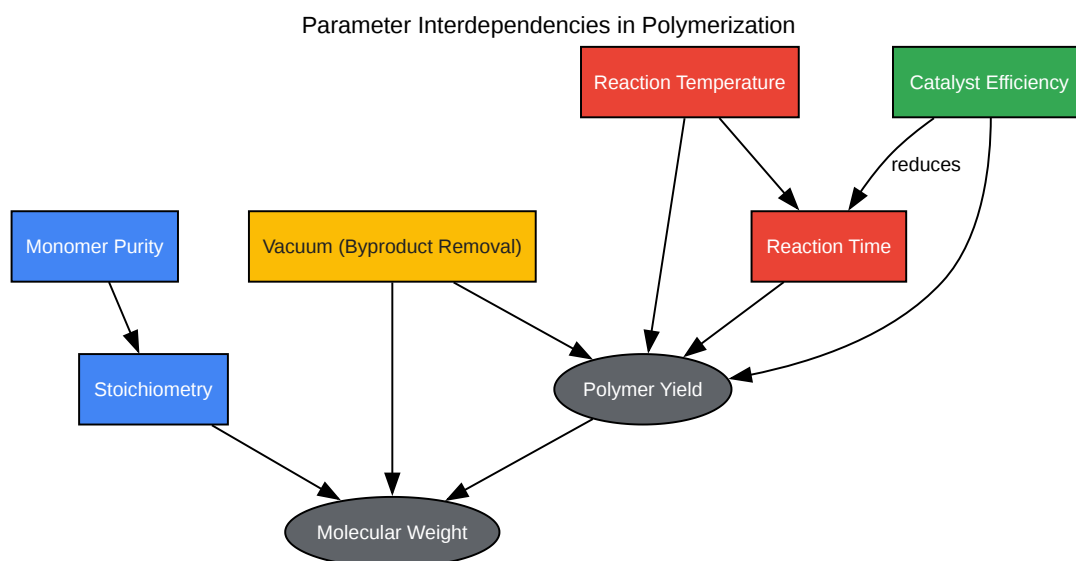 Parameter Interdependencies in Polymerization
Reaction Temperature
Catalyst Efficiency
reduces
Monomer Purity
Vacuum (Byproduct Removal)
Reaction Time
Stoichiometry
Polymer Yield
Molecular Weight